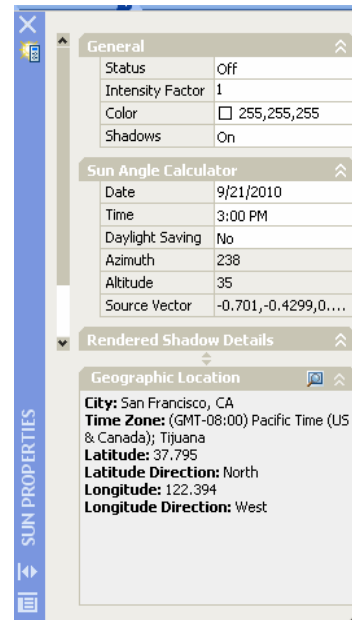 General
Status Off
Intensity Factor 1
Color 255,255,255
Shadows On
Sun Angle Calculator
Date 9/21/2010
Time 3:00 PM
Daylight Saving No
Azimuth 238
Altitude 35
Source Vector -0.701,-0.4299,0....
Rendered Shadow Details
Geographic Location
City: San Francisco, CA
Time Zone: (GMT-08:00) Pacific Time (US
& Canada); Tijuana
Latitude: 37.795
Latitude Direction: North
Longitude: 122.394
Longitude Direction: West
SUN PROPERTIES